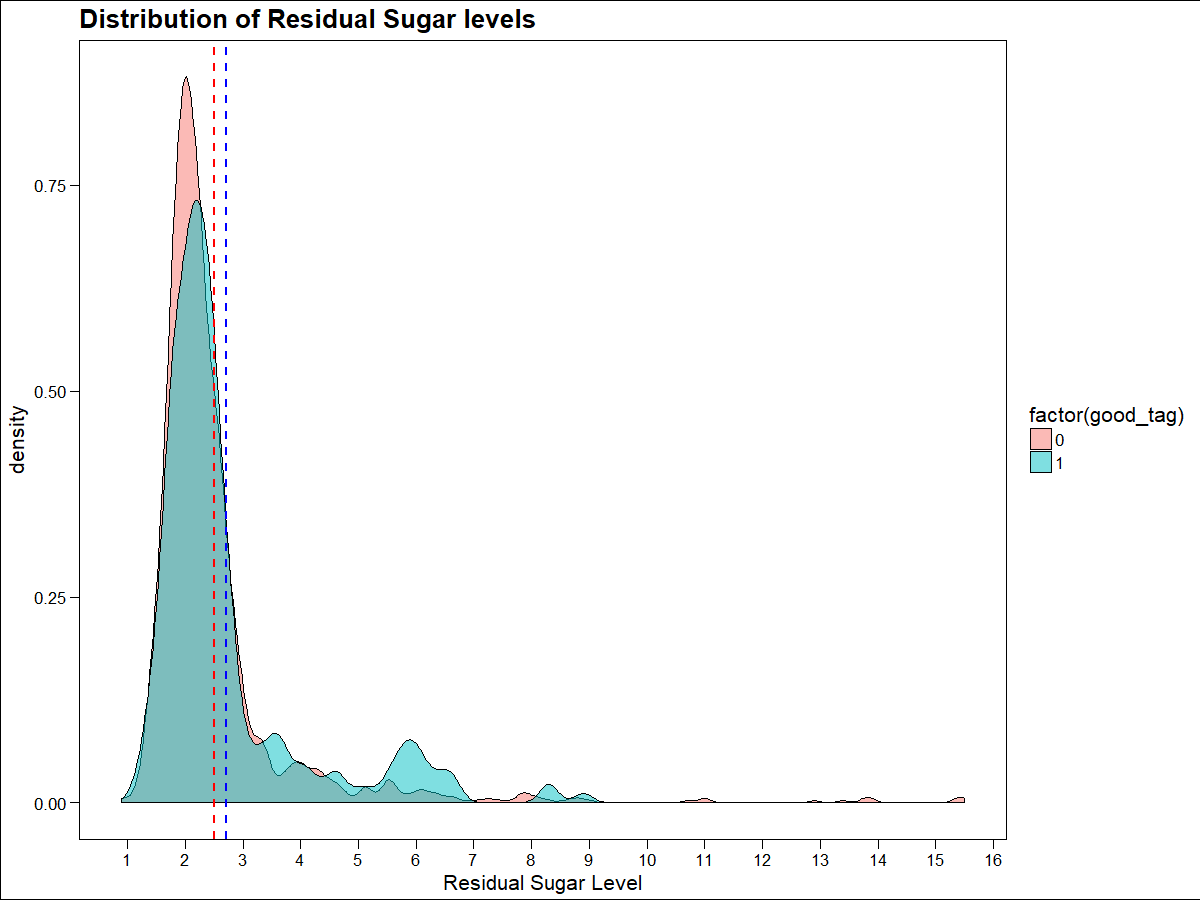 Distribution of Residual Sugar levels
0.75
0.50
0.25
0.00
density
1 2 3 4 5 6 7 8 9 10 11 12 13 14 15 16
Residual Sugar Level
factor(good_tag)
0
1